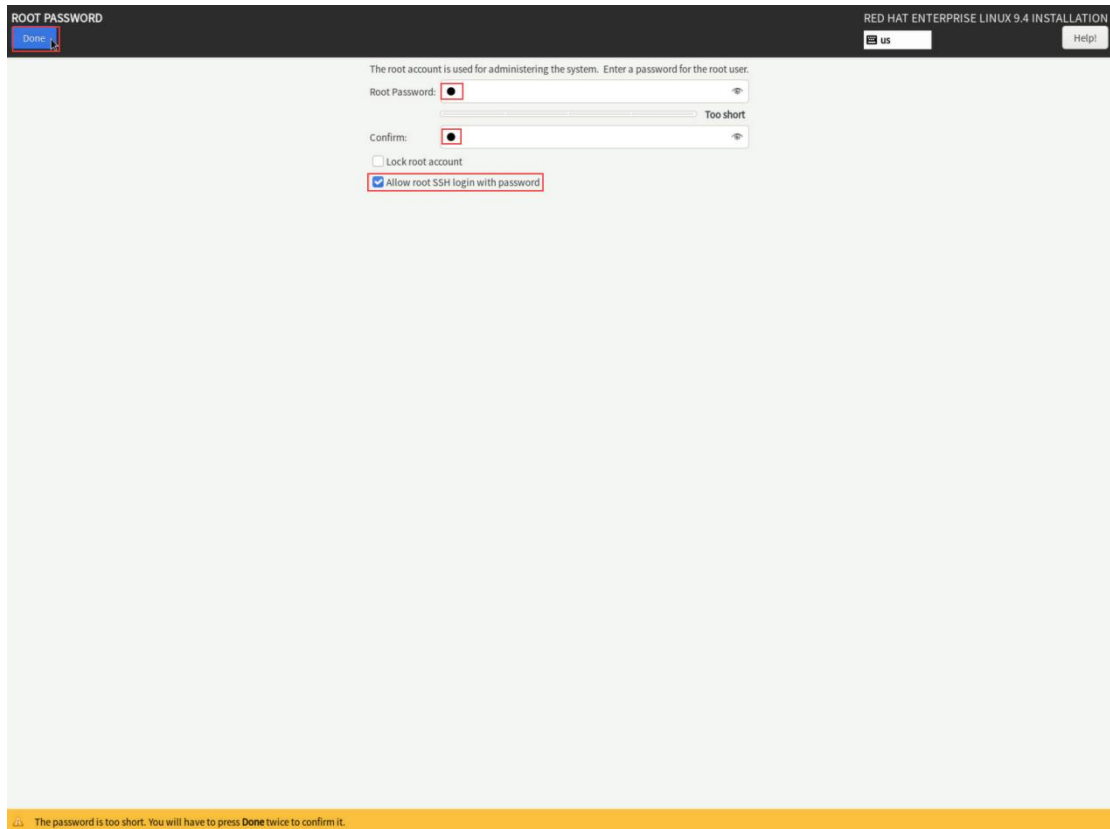 ROOT PASSWORD
RED HAT ENTERPRISE LINUX 9.4 INSTALLATION
Done
us
Help!
The root account is used for administering the system. Enter a password for the root user.
Root Password: ●
Too short
Confirm: ●
Lock root account
Allow root SSH login with password
The password is too short. You will have to press Done twice to confirm it.